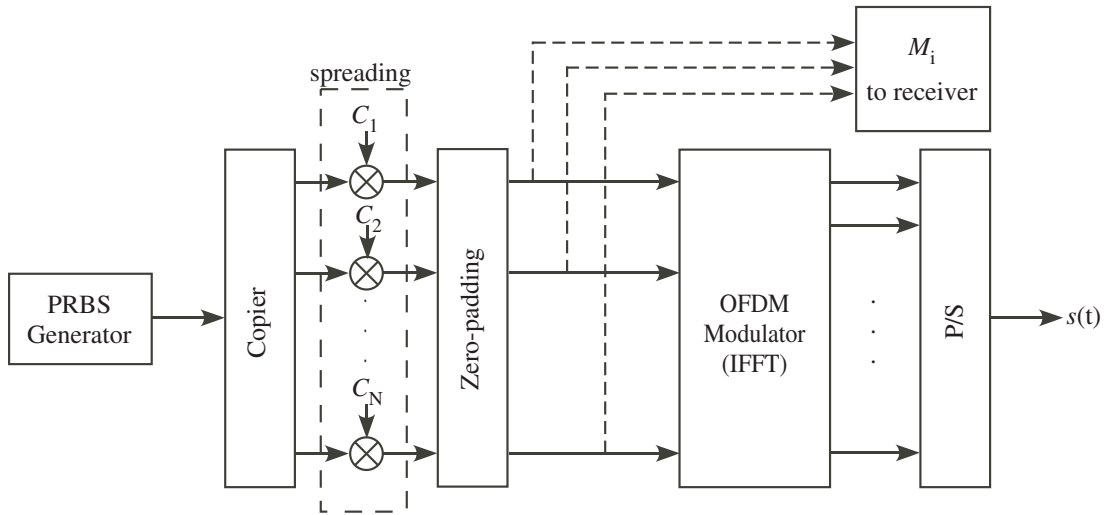 M_i
to receiver
spreading
C_1
C_2
C_N
PRBS
Generator
Copier
Zero-padding
OFDM
Modulator
(IFFT)
P/S
s(t)